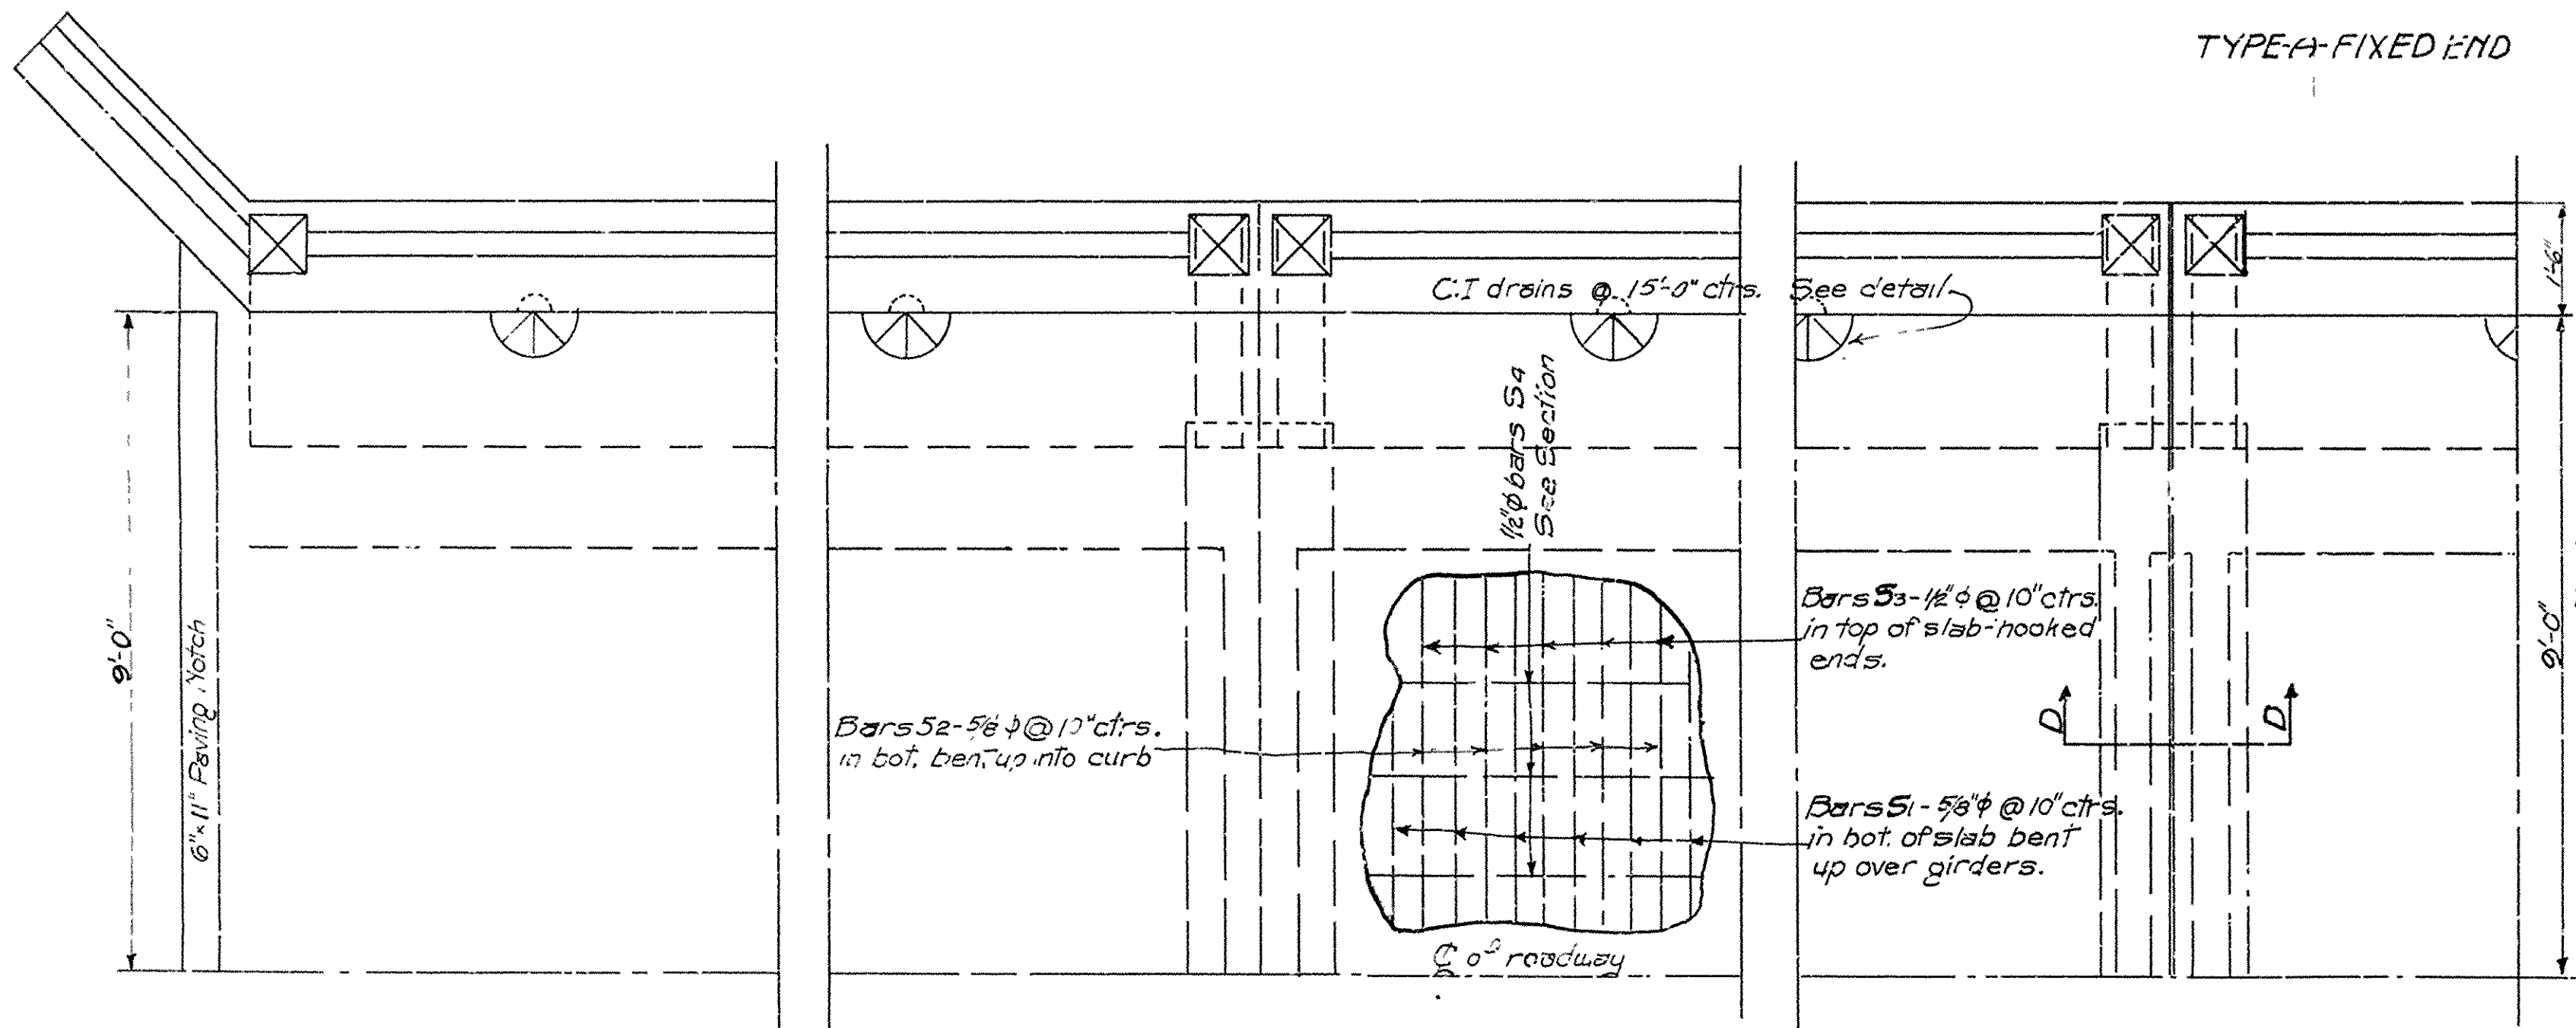 TYPE-A-FIXED END
1'-6"
C.I drains @ 15'-0" ctrs. See detail
1/2"ϕ bars S4
See Section
Bars S3-1/2"ϕ @ 10" ctrs.
in top of slab-hooked
ends.
9'-0"
6"x11" Paving Notch
9'-0"
Bars S2-5/8 ϕ @ 10" ctrs.
in bot. bent up into curb
D
D
Bars S1-5/8"ϕ @ 10" ctrs.
in bot. of slab bent
up over girders.
℄ of roadway